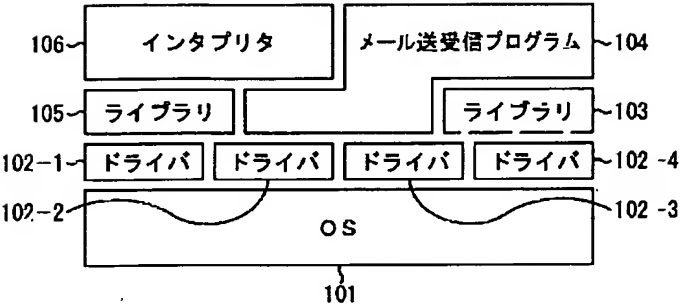 106 インタプリタ メール送受信プログラム 104
105 ライブラリ ライブラリ 103
102-1 ドライバ ドライバ ドライバ ドライバ 102-4
102-2 OS 102-3
101